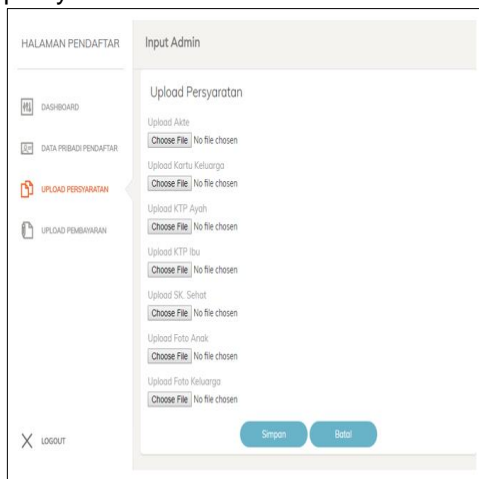 HALAMAN PENDAFTAR
DASHBOARD
DATA PRIBADI PENDAFTAR
UPLOAD PERSYARATAN
UPLOAD PEMBAYARAN
LOGOUT
Input Admin
Upload Persyaratan
Upload Akte
Choose File No file chosen
Upload Kartu Keluarga
Choose File No file chosen
Upload KTP Ayah
Choose File No file chosen
Upload KTP Ibu
Choose File No file chosen
Upload SK. Sehat
Choose File No file chosen
Upload Foto Anak
Choose File No file chosen
Upload Foto Keluarga
Choose File No file chosen
Simpan Batal